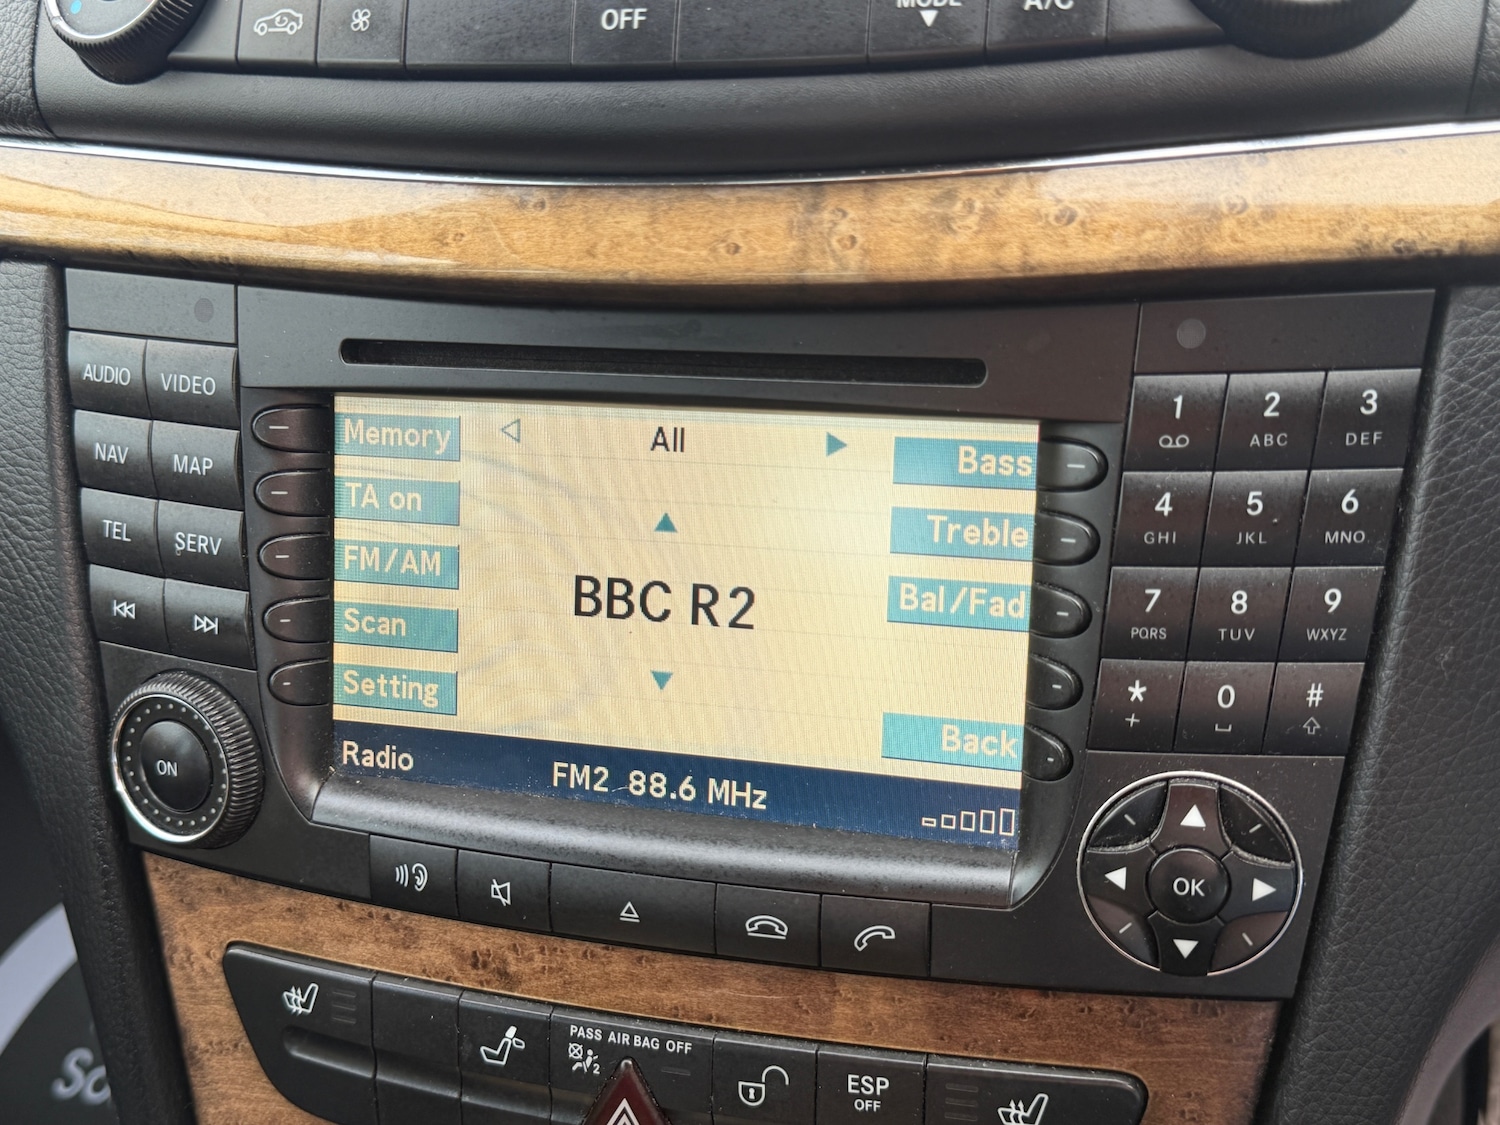 OFF
MODE
A/C
AUDIO
VIDEO
NAV
MAP
TEL
SERV
ON
Memory
TA on
FM/AM
Scan
Setting
All
BBC R2
Bass
Treble
Bal/Fad
Back
Radio
FM2 88.6 MHz
1 2 3
ABC DEF
4 5 6
GHI JKL MNO
7 8 9
PQRS TUV WXYZ
* 0 #
+
OK
PASS AIR BAG OFF
2
ESP
OFF